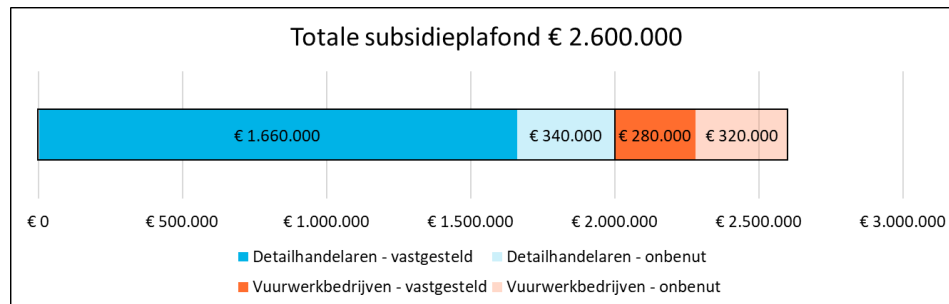 Totale subsidieplafond € 2.600.000
€ 1.660.000 € 340.000 € 280.000 € 320.000
€ 0 € 500.000 € 1.000.000 € 1.500.000 € 2.000.000 € 2.500.000 € 3.000.000
Detailhandelaren - vastgesteld Detailhandelaren - onbenut
Vuurwerkbedrijven - vastgesteld Vuurwerkbedrijven - onbenut